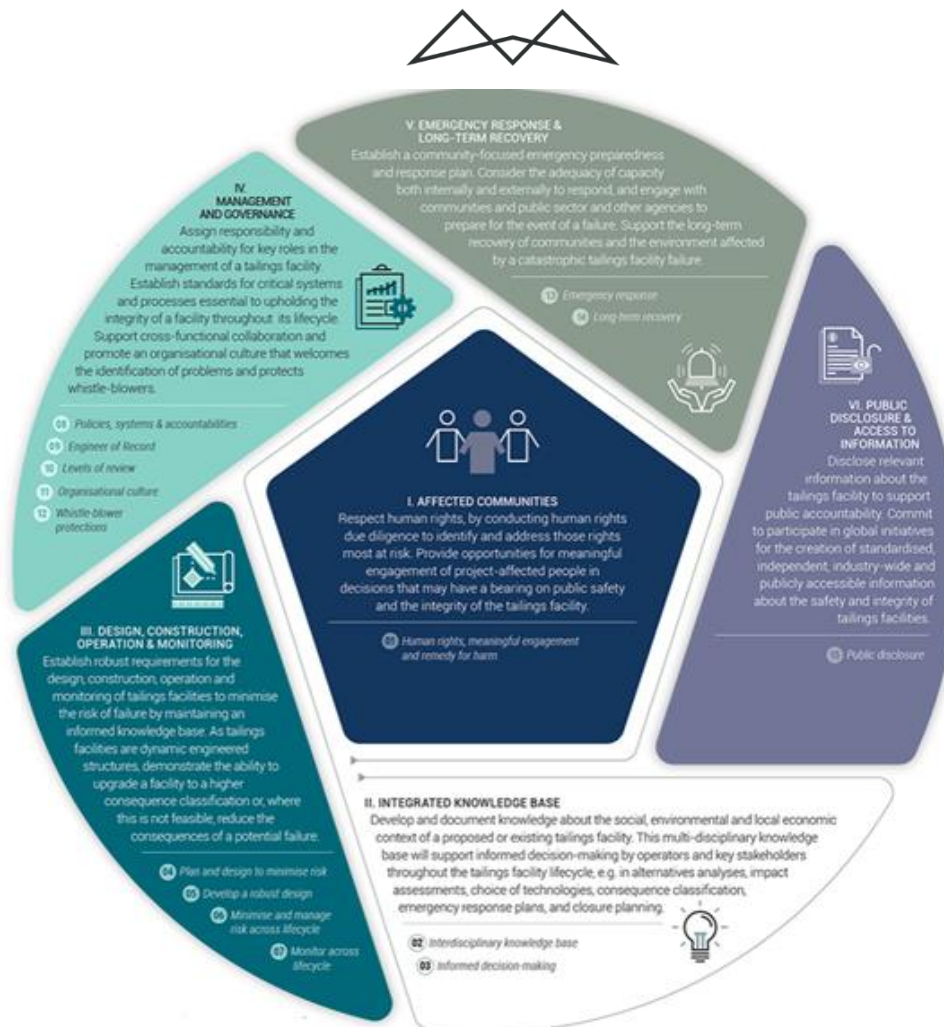 V. EMERGENCY RESPONSE &
LONG-TERM RECOVERY
Establish a community-focused emergency preparedness
and response plan. Consider the adequacy of capacity
both internally and externally to respond, and engage with
communities and public sector and other agencies to
prepare for the event of a failure. Support the long-term
recovery of communities and the environment affected
by a catastrophic tailings facility failure.
13 Emergency response
14 Long-term recovery
IV.
MANAGEMENT
AND GOVERNANCE
Assign responsibility and
accountability for key roles in the
management of a tailings facility.
Establish standards for critical systems
and processes essential to upholding the
integrity of a facility throughout its lifecycle.
Support cross-functional collaboration and
promote an organisational culture that welcomes
the identification of problems and protects
whistle-blowers.
08 Policies, systems & accountabilities
09 Engineer of Record
10 Levels of review
11 Organisational culture
12 Whistle-blower
protections
VI. PUBLIC
DISCLOSURE &
ACCESS TO
INFORMATION
Disclose relevant
information about the
tailings facility to support
public accountability. Commit
to participate in global initiatives
for the creation of standardised,
independent, industry-wide and
publicly accessible information
about the safety and integrity of
tailings facilities.
15 Public disclosure
I. AFFECTED COMMUNITIES
Respect human rights, by conducting human rights
due diligence to identify and address those rights
most at risk. Provide opportunities for meaningful
engagement of project-affected people in
decisions that may have a bearing on public safety
and the integrity of the tailings facility.
01 Human rights, meaningful engagement
and remedy for harm
III. DESIGN, CONSTRUCTION,
OPERATION & MONITORING
Establish robust requirements for the
design, construction, operation and
monitoring of tailings facilities to minimise
the risk of failure by maintaining an
informed knowledge base. As tailings
facilities are dynamic engineered
structures, demonstrate the ability to
upgrade a facility to a higher
consequence classification or, where
this is not feasible, reduce the
consequences of a potential failure.
04 Plan and design to minimise risk
05 Develop a robust design
06 Minimise and manage
risk across lifecycle
07 Monitor across
lifecycle
II. INTEGRATED KNOWLEDGE BASE
Develop and document knowledge about the social, environmental and local economic
context of a proposed or existing tailings facility. This multi-disciplinary knowledge
base will support informed decision-making by operators and key stakeholders
throughout the tailings facility lifecycle, e.g. in alternatives analyses, impact
assessments, choice of technologies, consequence classification,
emergency response plans, and closure planning.
02 Interdisciplinary knowledge base
03 Informed decision-making